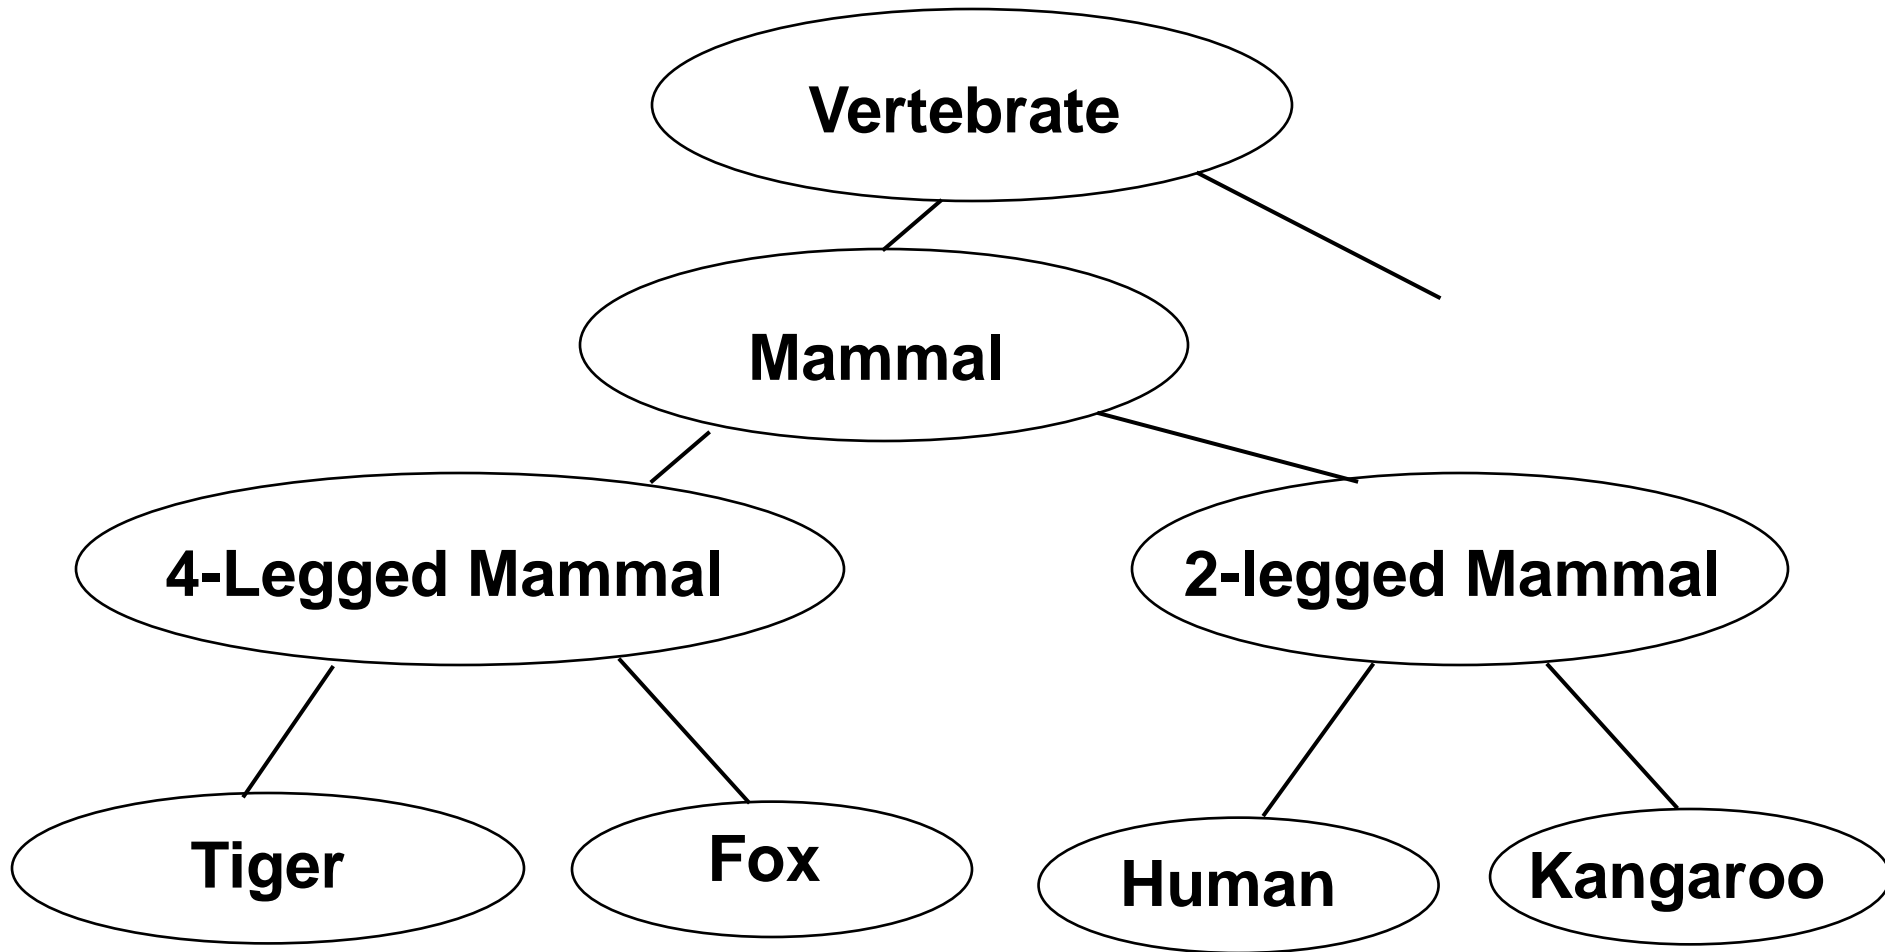 Vertebrate
Mammal
4-Legged Mammal
2-legged Mammal
Tiger
Fox
Human
Kangaroo